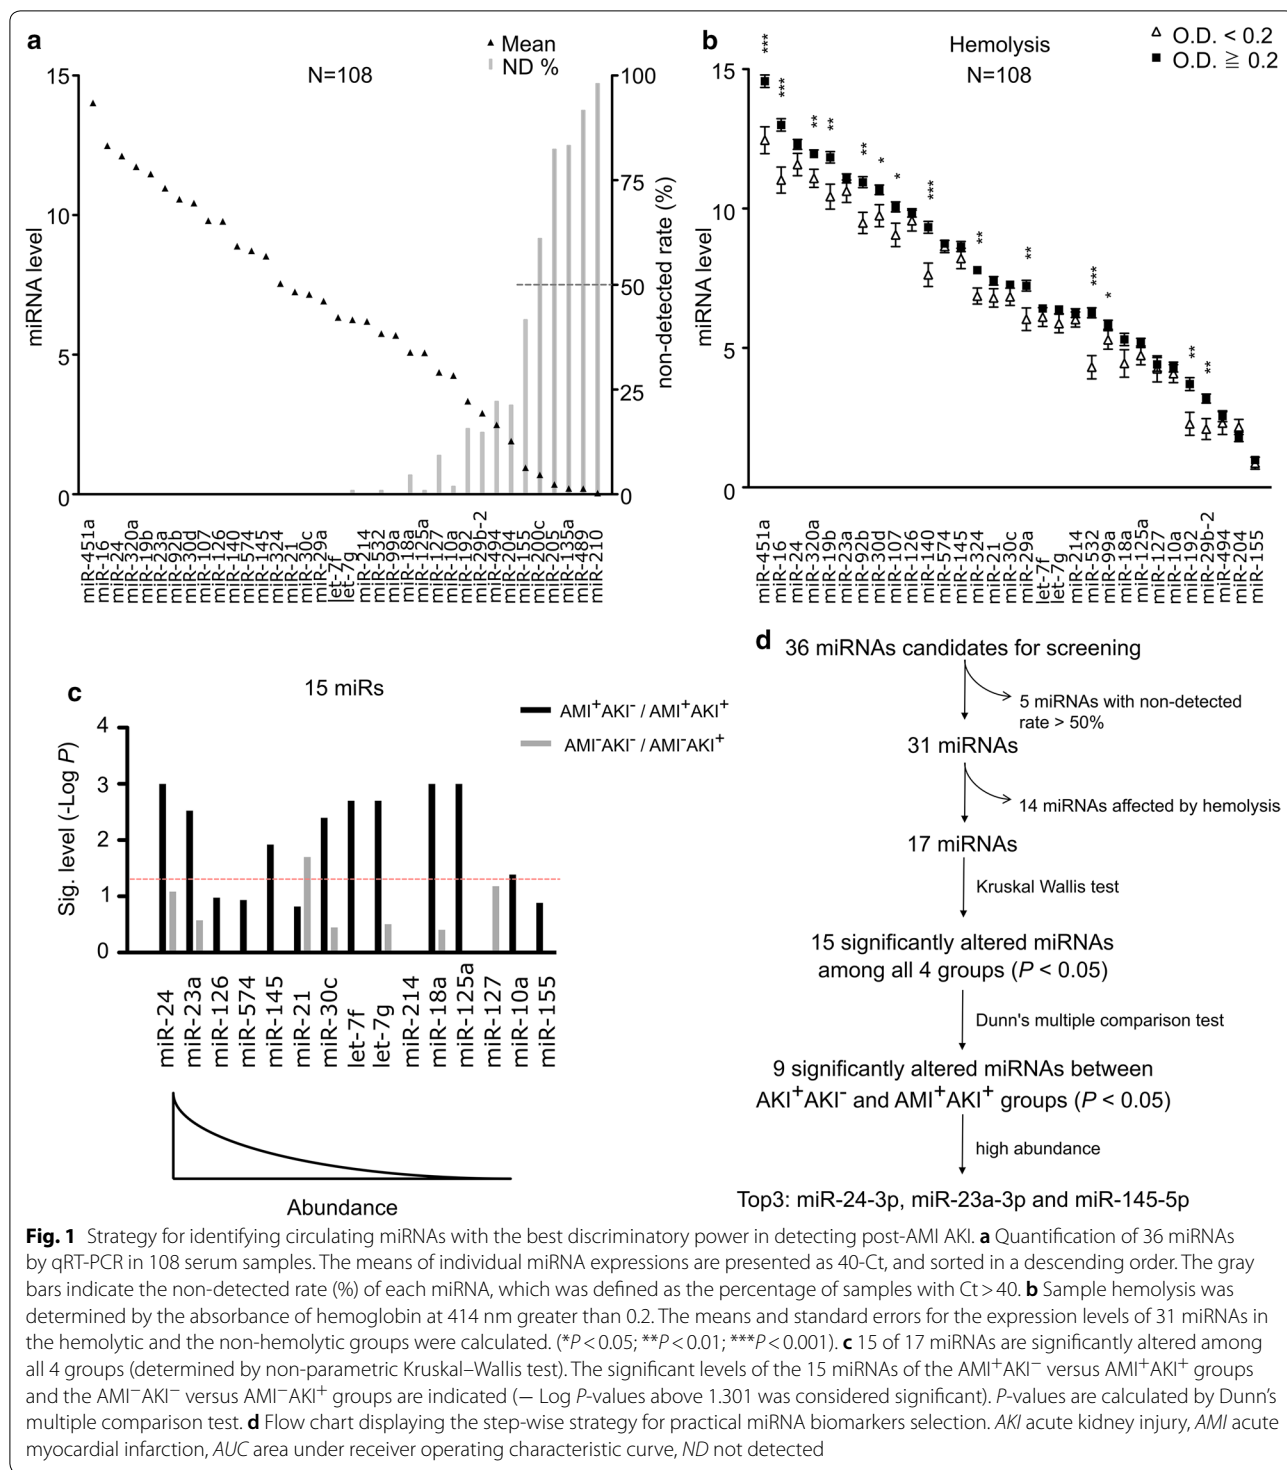 a
▲ Mean
ND %
N=108
15
10
5
0
miRNA level
100
75
50
25
0
non-detected rate (%)
miR-451a
miR-16
miR-24
miR-320a
miR-19b
miR-23a
miR-92b
miR-30d
miR-107
miR-126
miR-140
miR-574
miR-145
miR-324
miR-21
miR-30c
miR-29a
let-7f
let-7g
miR-214
miR-532
miR-99a
miR-18a
miR-125a
miR-127
miR-10a
miR-192
miR-29b-2
miR-494
miR-204
miR-155
miR-200c
miR-205
miR-135a
miR-489
miR-210
b
Hemolysis
N=108
△ O.D. < 0.2
■ O.D. ≧ 0.2
15
10
5
0
miRNA level
***
***
**
**
**
*
*
***
**
**
***
*
**
**
miR-451a
miR-16
miR-24
miR-320a
miR-19b
miR-23a
miR-92b
miR-30d
miR-107
miR-126
miR-140
miR-574
miR-145
miR-324
miR-21
miR-30c
miR-29a
let-7f
let-7g
miR-214
miR-532
miR-99a
miR-18a
miR-125a
miR-127
miR-10a
miR-192
miR-29b-2
miR-494
miR-204
miR-155
c
15 miRs
AMI⁺AKI⁻ / AMI⁺AKI⁺
AMI⁻AKI⁻ / AMI⁻AKI⁺
4
3
2
1
0
Sig. level (-Log P)
miR-24
miR-23a
miR-126
miR-574
miR-145
miR-21
miR-30c
let-7f
let-7g
miR-214
miR-18a
miR-125a
miR-127
miR-10a
miR-155
Abundance
d
36 miRNAs candidates for screening
5 miRNAs with non-detected
rate > 50%
31 miRNAs
14 miRNAs affected by hemolysis
17 miRNAs
Kruskal Wallis test
15 significantly altered miRNAs
among all 4 groups (P < 0.05)
Dunn's multiple comparison test
9 significantly altered miRNAs between
AKI⁺AKI⁻ and AMI⁺AKI⁺ groups (P < 0.05)
high abundance
Top3: miR-24-3p, miR-23a-3p and miR-145-5p
Fig. 1 Strategy for identifying circulating miRNAs with the best discriminatory power in detecting post-AMI AKI. a Quantification of 36 miRNAs
by qRT-PCR in 108 serum samples. The means of individual miRNA expressions are presented as 40-Ct, and sorted in a descending order. The gray
bars indicate the non-detected rate (%) of each miRNA, which was defined as the percentage of samples with Ct > 40. b Sample hemolysis was
determined by the absorbance of hemoglobin at 414 nm greater than 0.2. The means and standard errors for the expression levels of 31 miRNAs in
the hemolytic and the non-hemolytic groups were calculated. (*P < 0.05; **P < 0.01; ***P < 0.001). c 15 of 17 miRNAs are significantly altered among
all 4 groups (determined by non-parametric Kruskal–Wallis test). The significant levels of the 15 miRNAs of the AMI⁺AKI⁻ versus AMI⁺AKI⁺ groups
and the AMI⁻AKI⁻ versus AMI⁻AKI⁺ groups are indicated (− Log P-values above 1.301 was considered significant). P-values are calculated by Dunn's
multiple comparison test. d Flow chart displaying the step-wise strategy for practical miRNA biomarkers selection. AKI acute kidney injury, AMI acute
myocardial infarction, AUC area under receiver operating characteristic curve, ND not detected